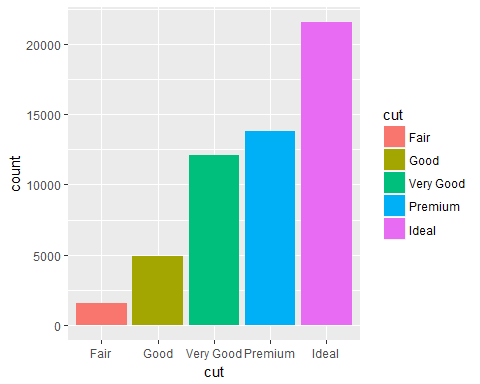 20000
15000
10000
5000
0
count
Fair Good Very Good Premium Ideal
cut
cut
Fair
Good
Very Good
Premium
Ideal